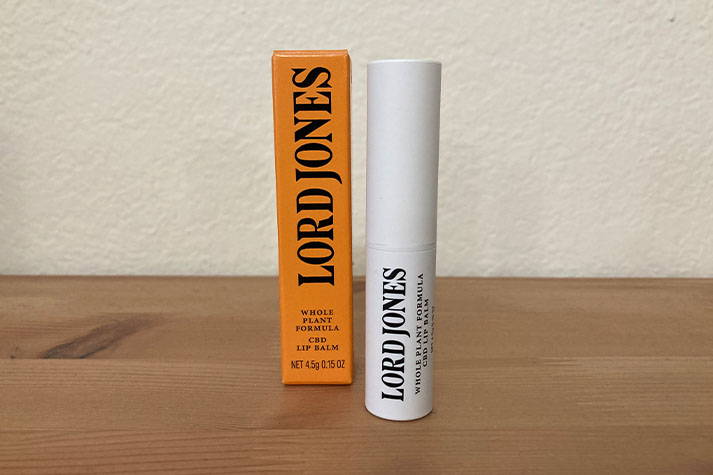 LORD JONES
WHOLE
PLANT
FORMULA
CBD
LIP BALM
NET 4.5g 0.15 OZ
LORD JONES
WHOLE PLANT FORMULA
CBD LIP BALM